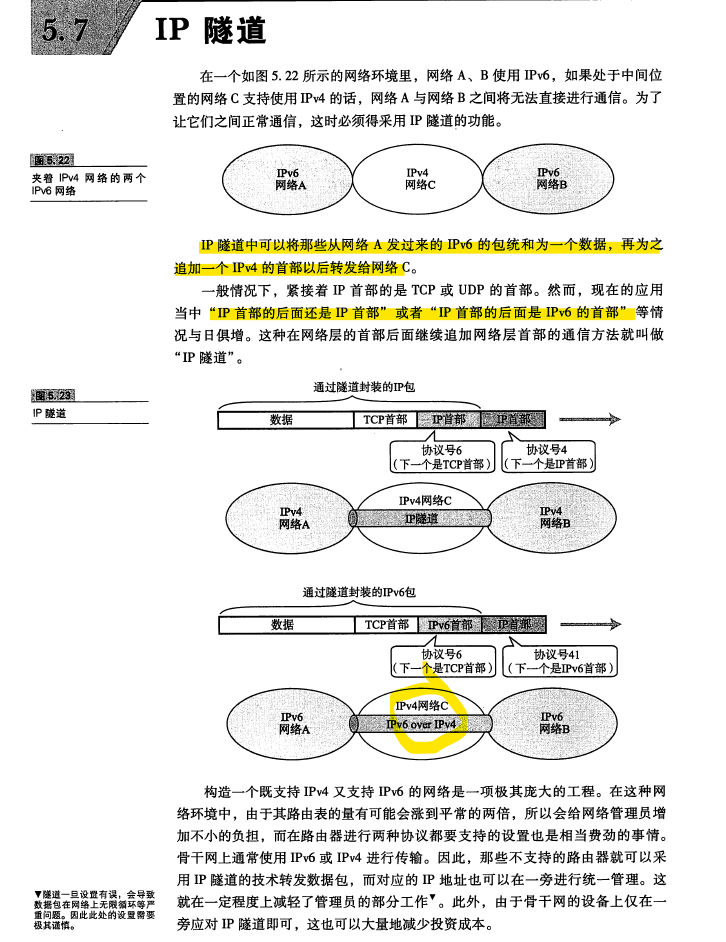 5.7 IP 隧道
在一个如图 5.22 所示的网络环境里，网络 A、B 使用 IPv6，如果处于中间位
置的网络 C 支持使用 IPv4 的话，网络 A 与网络 B 之间将无法直接进行通信。为了
让它们之间正常通信，这时必须得采用 IP 隧道的功能。
图5.22
夹着 IPv4 网络的两个
IPv6 网络
IPv6
网络A
IPv4
网络C
IPv6
网络B
IP 隧道中可以将那些从网络 A 发过来的 IPv6 的包统和为一个数据，再为之
追加一个 IPv4 的首部以后转发给网络 C。
一般情况下，紧接着 IP 首部的是 TCP 或 UDP 的首部。然而，现在的应用
当中“IP 首部的后面还是 IP 首部”或者“IP 首部的后面是 IPv6 的首部”等情
况与日俱增。这种在网络层的首部后面继续追加网络层首部的通信方法就叫做
“IP 隧道”。
图5.23
IP 隧道
通过隧道封装的IP包
数据 TCP首部 IP首部 IP首部
协议号6
（下一个是TCP首部）
协议号4
（下一个是IP首部）
IPv4
网络A
IPv4网络C
IP隧道
IPv4
网络B
通过隧道封装的IPv6包
数据 TCP首部 IPv6首部 IP首部
协议号6
（下一个是TCP首部）
协议号41
（下一个是IPv6首部）
IPv6
网络A
IPv4网络C
IPv6 over IPv4
IPv6
网络B
构造一个既支持 IPv4 又支持 IPv6 的网络是一项极其庞大的工程。在这种网
络环境中，由于其路由表的量有可能会涨到平常的两倍，所以会给网络管理员增
加不小的负担，而在路由器进行两种协议都要支持的设置也是相当费劲的事情。
骨干网上通常使用 IPv6 或 IPv4 进行传输。因此，那些不支持的路由器就可以采
用 IP 隧道的技术转发数据包，而对应的 IP 地址也可以在一旁进行统一管理。这
就在一定程度上减轻了管理员的部分工作▼。此外，由于骨干网的设备上仅在一
旁应对 IP 隧道即可，这也可以大量地减少投资成本。
▼隧道一旦设置有误，会导致
数据包在网络上无限循环等严
重问题。因此此处的设置需要
极其谨慎。